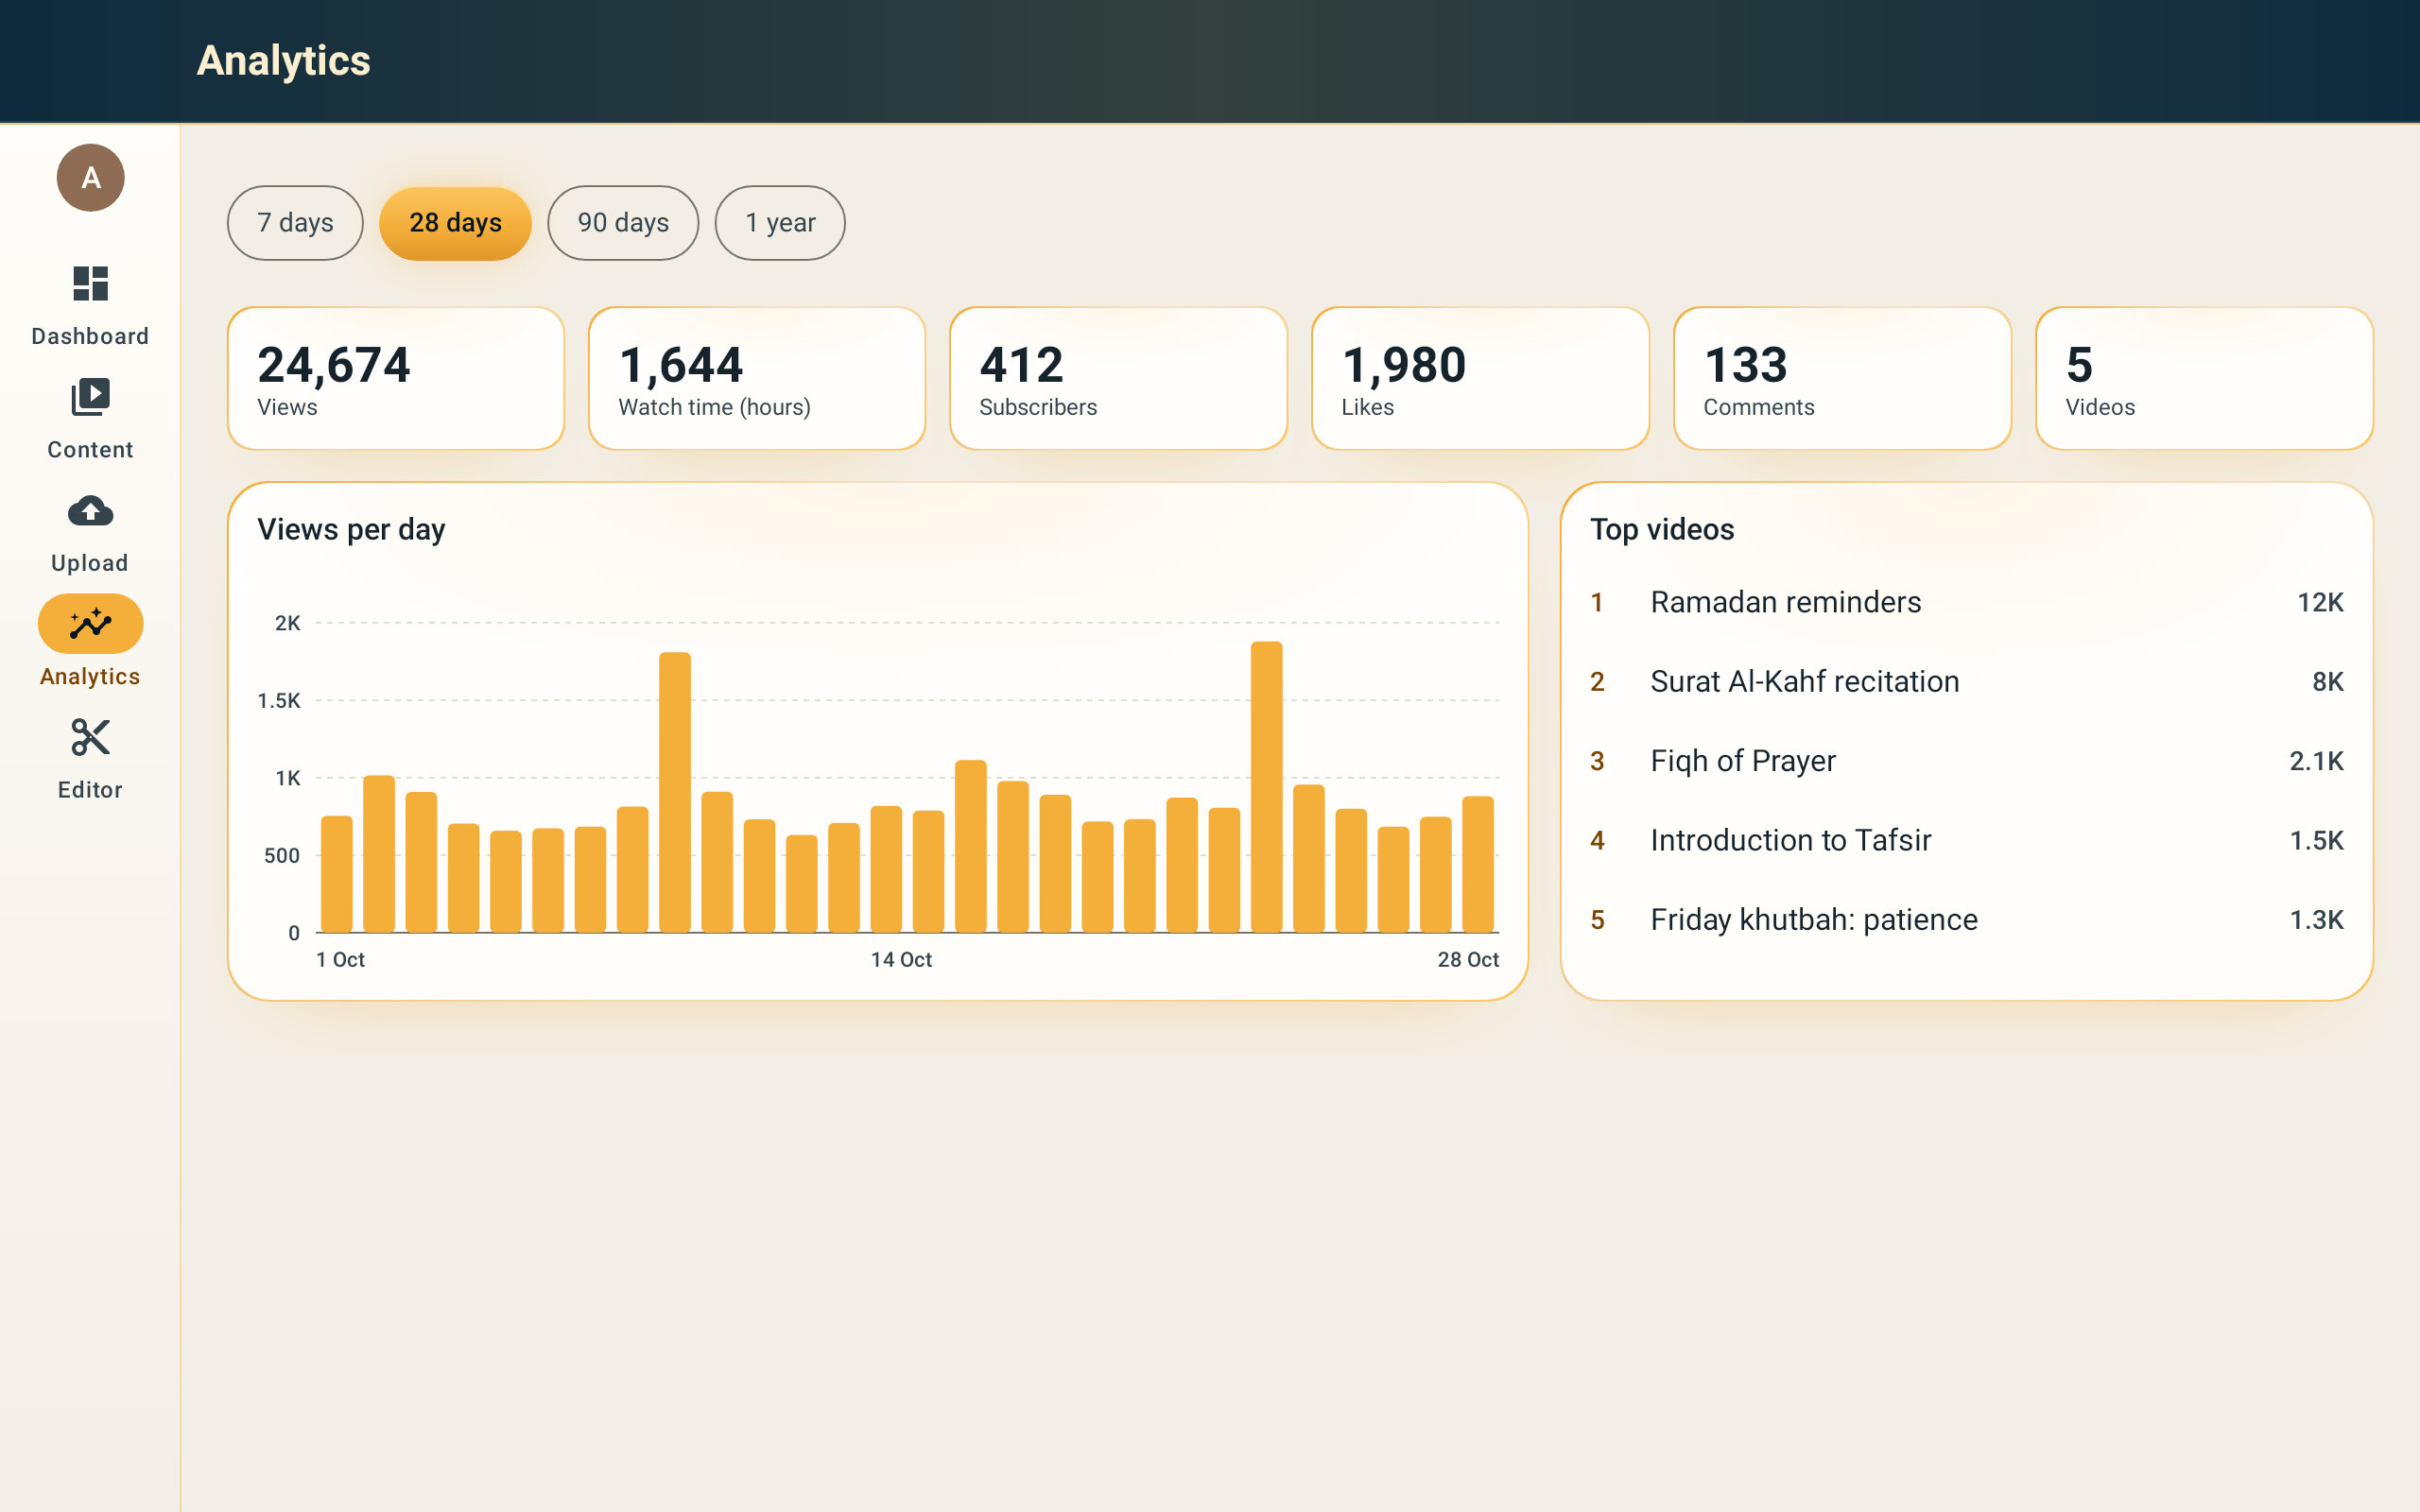 Analytics
A
Dashboard
Content
Upload
Analytics
Editor
7 days
28 days
90 days
1 year
24,674
Views
1,644
Watch time (hours)
412
Subscribers
1,980
Likes
133
Comments
5
Videos
Views per day
2K
1.5K
1K
500
0
1 Oct
14 Oct
28 Oct
Top videos
1 Ramadan reminders 12K
2 Surat Al-Kahf recitation 8K
3 Fiqh of Prayer 2.1K
4 Introduction to Tafsir 1.5K
5 Friday khutbah: patience 1.3K